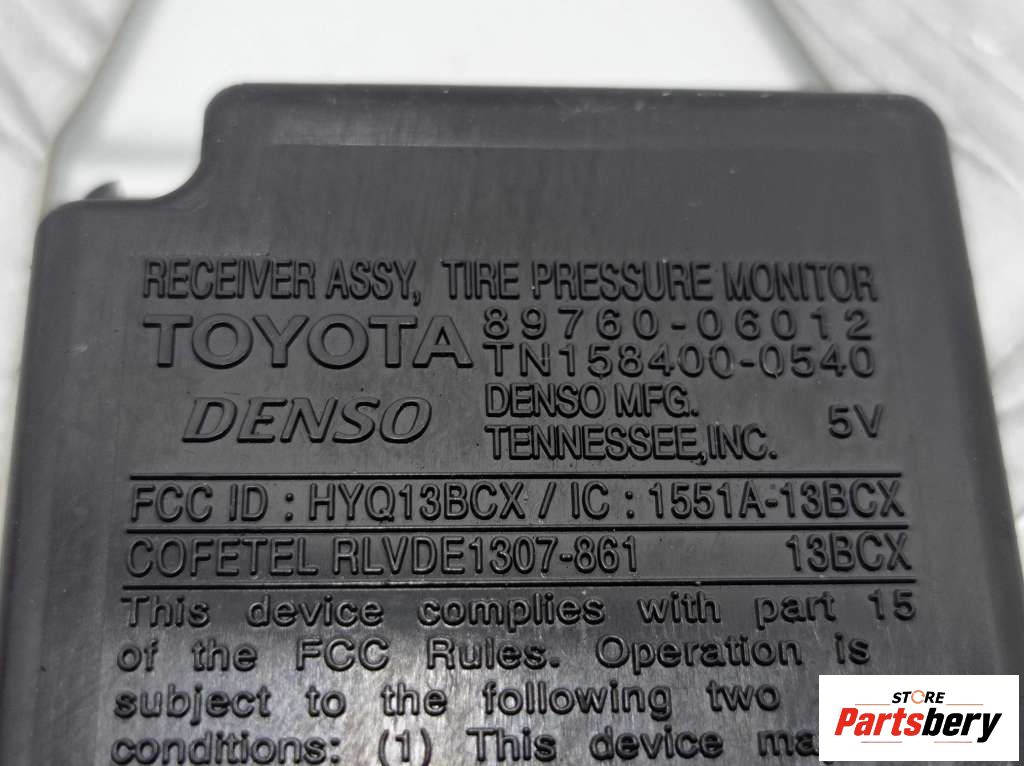 RECEIVER ASSY, TIRE PRESSURE MONITOR
TOYOTA 89760-06012
TN158400-0540
DENSO DENSO MFG. 5V
TENNESSEE,INC.
FCC ID : HYQ13BCX / IC : 1551A-13BCX
COFETEL RLVDE1307-861 13BCX
This device complies with part 15
of the FCC Rules. Operation is
subject to the following two
conditions: (1) This device
STORE
Partsbery